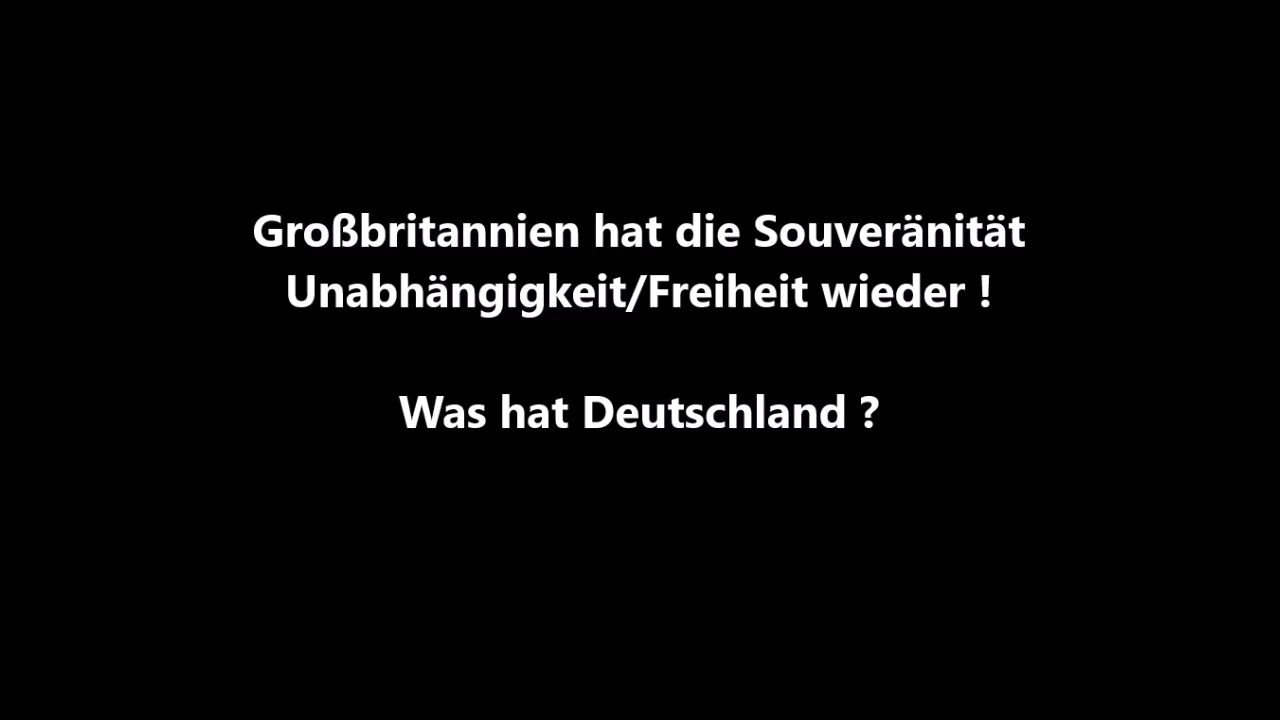 Großbritannien hat die Souveränität
Unabhängigkeit/Freiheit wieder !
Was hat Deutschland ?